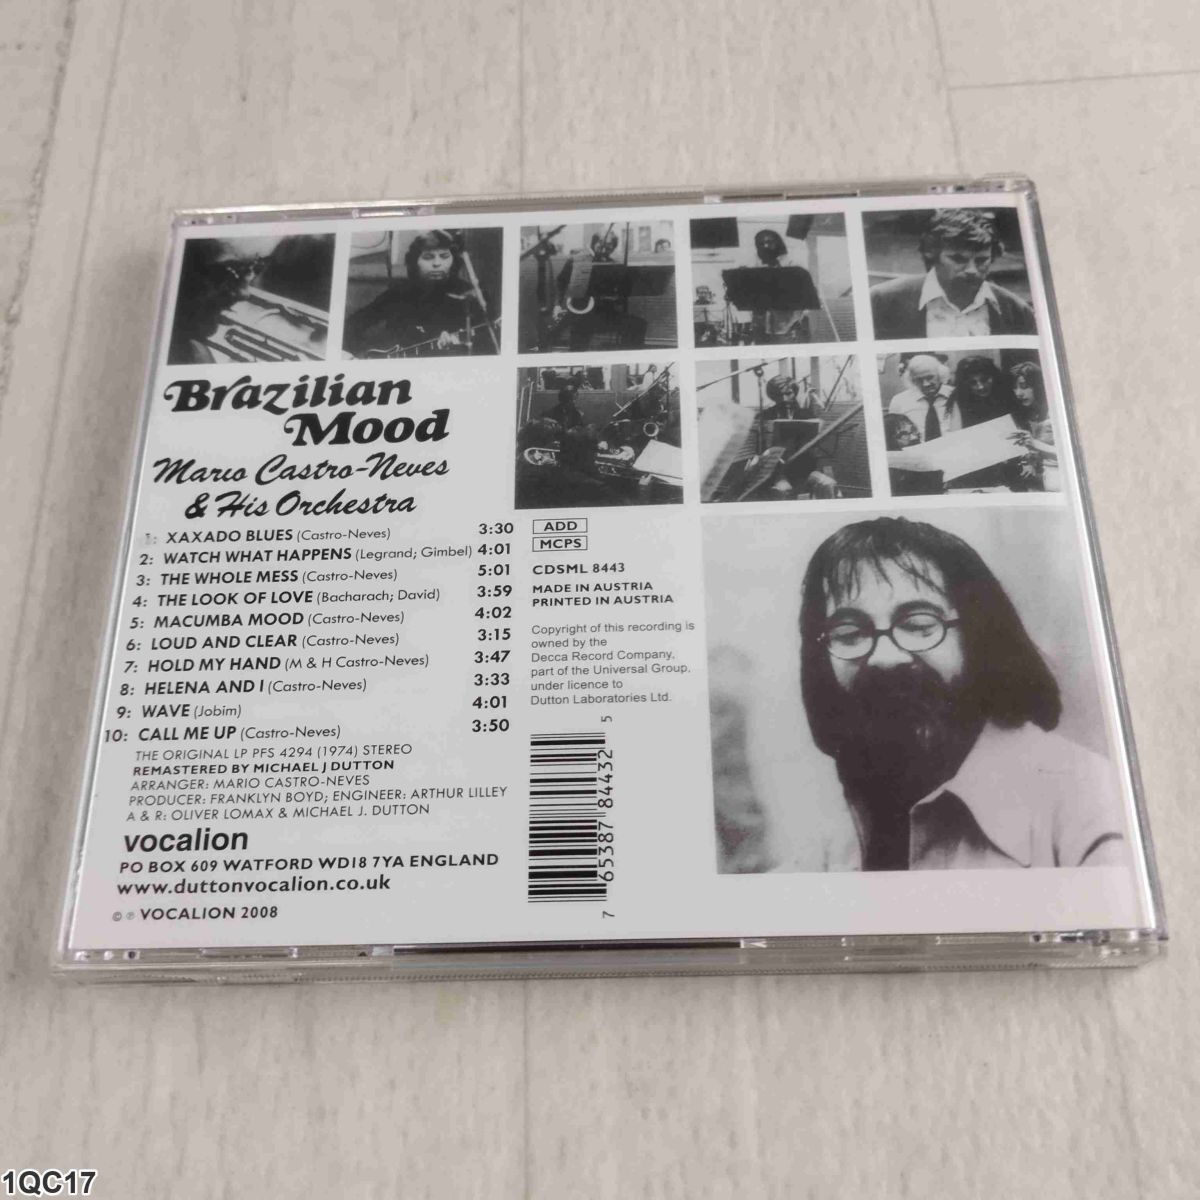 Brazilian
Mood
Mario Castro-Neves
& His Orchestra
1: XAXADO BLUES (Castro-Neves) 3:30
2: WATCH WHAT HAPPENS (Legrand; Gimbel) 4:01
3: THE WHOLE MESS (Castro-Neves) 5:01
4: THE LOOK OF LOVE (Bacharach; David) 3:59
5: MACUMBA MOOD (Castro-Neves) 4:02
6: LOUD AND CLEAR (Castro-Neves) 3:15
7: HOLD MY HAND (M & H Castro-Neves) 3:47
8: HELENA AND I (Castro-Neves) 3:33
9: WAVE (Jobim) 4:01
10: CALL ME UP (Castro-Neves) 3:50
THE ORIGINAL LP PFS 4294 (1974) STEREO
REMASTERED BY MICHAEL J DUTTON
ARRANGER: MARIO CASTRO-NEVES
PRODUCER: FRANKLYN BOYD; ENGINEER: ARTHUR LILLEY
A & R: OLIVER LOMAX & MICHAEL J. DUTTON
vocalion
PO BOX 609 WATFORD WD18 7YA ENGLAND
www.duttonvocalion.co.uk
© ℗ VOCALION 2008
ADD
MCPS
CDSML 8443
MADE IN AUSTRIA
PRINTED IN AUSTRIA
Copyright of this recording is
owned by the
Decca Record Company,
part of the Universal Group,
under licence to
Dutton Laboratories Ltd.
7 65387 84432 5
1QC17